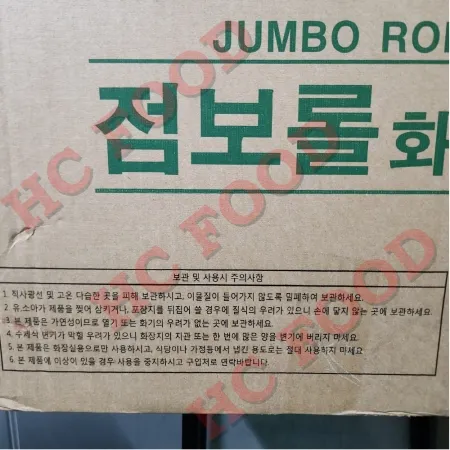 JUMBO ROL
점보롤 화
보관 및 사용시 주의사항
1. 직사광선 및 고온 다습한 곳을 피해 보관하시고, 이물질이 들어가지 않도록 밀폐하여 보관하세요.
2. 유.소아가 제품을 찢어 삼키거나, 포장지를 뒤집어 쓸 경우에 질식의 우려가 있으니 손에 닿지 않는 곳에 보관하세요.
3. 본 제품은 가연성이므로 열기 또는 화기의 우려가 없는 곳에 보관하세요.
4. 수세식 변기가 막힐 우려가 있으니 화장지의 지관 또는 한 번에 많은 양을 변기에 버리지 마세요
5. 본 제품은 화장실용으로만 사용하시고, 식당이나 가정등에서 냅킨 용도로는 절대 사용하지 마세요
6. 본 제품에 이상이 있을 경우 사용을 중지하시고 구입처로 연락바랍니다.
HC FOOD
HC FOOD
HC FOOD
HC FOOD